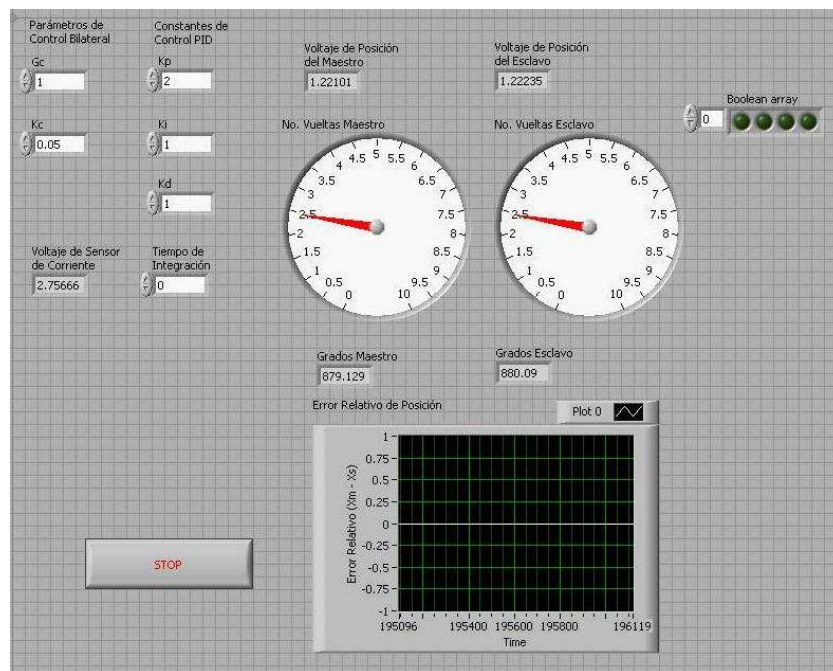 Parámetros de
Control Bilateral
Constantes de
Control PID
Gc
1
Kp
2
Kc
0.05
Ki
1
Kd
1
Voltaje de Sensor
de Corriente
2.75666
Tiempo de
Integración
0
Voltaje de Posición
del Maestro
1.22101
Voltaje de Posición
del Esclavo
1.22235
Boolean array
0
No. Vueltas Maestro
0
0.5
1
1.5
2
2.5
3
3.5
4
4.5
5
5.5
6
6.5
7
7.5
8
8.5
9
9.5
10
No. Vueltas Esclavo
0
0.5
1
1.5
2
2.5
3
3.5
4
4.5
5
5.5
6
6.5
7
7.5
8
8.5
9
9.5
10
Grados Maestro
879.129
Grados Esclavo
880.09
Error Relativo de Posición
Plot 0
Error Relativo (Xm - Xs)
1
0.75
0.5
0.25
0
-0.25
-0.5
-0.75
-1
195096 195400 195600 195800 196119
Time
STOP